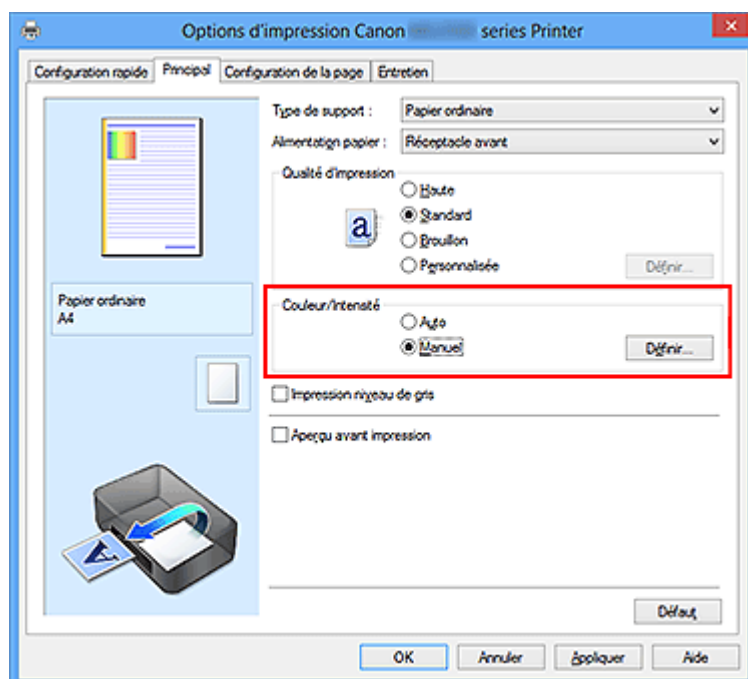 Options d'impression Canon series Printer
Configuration rapide Principal Configuration de la page Entretien
Type de support : Papier ordinaire
Alimentation papier : Réceptacle avant
Qualité d'impression
Haute
a Standard
Brouillon
Personnalisée Définir...
Papier ordinaire
A4
Couleur/Intensité
Auto
Manuel Définir...
Impression niveau de gris
Aperçu avant impression
A
Défaut
OK Annuler Appliquer Aide